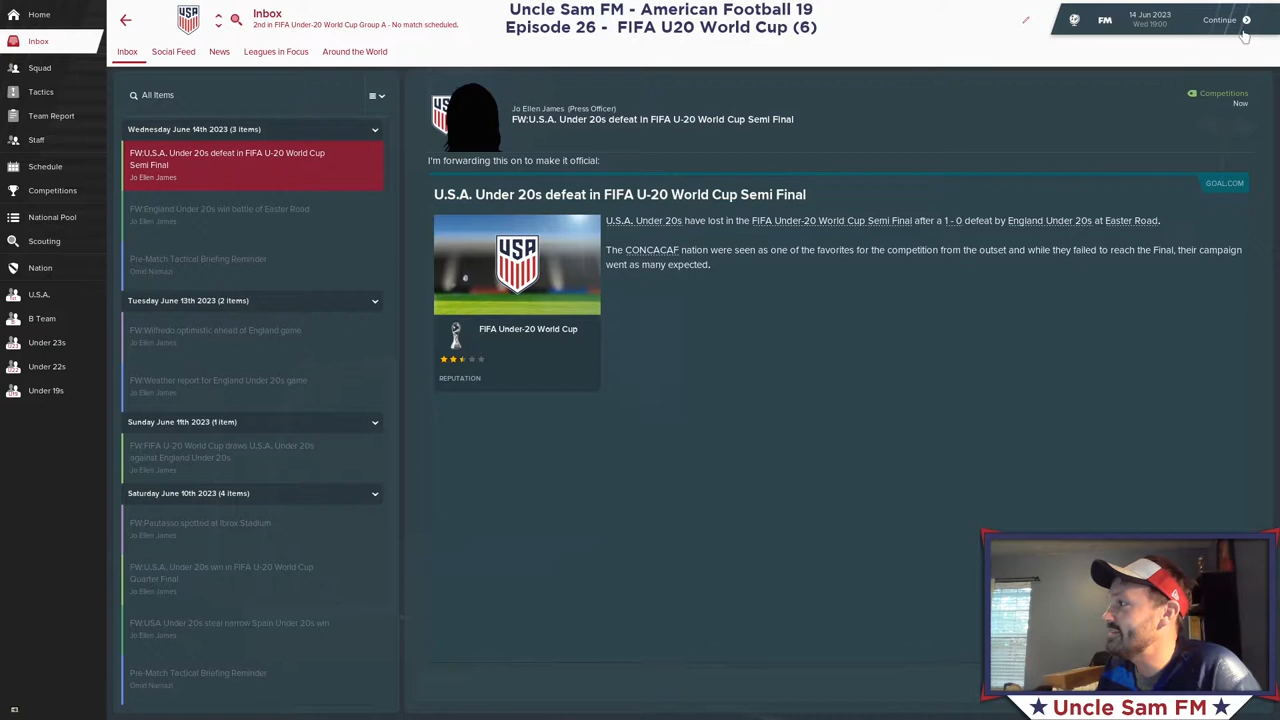 Uncle Sam FM - American Football 19
Episode 26 - FIFA U20 World Cup (6)
Home
Inbox
Squad
Tactics
Team Report
Staff
Schedule
Competitions
National Pool
Scouting
Nation
U.S.A.
B Team
Under 23s
Under 22s
Under 19s
Inbox
2nd in FIFA Under-20 World Cup Group A - No match scheduled.
FM
14 Jun 2023
Wed 19:00
Continue
Inbox
Social Feed
News
Leagues in Focus
Around the World
All Items
Wednesday June 14th 2023 (3 items)
FW:U.S.A. Under 20s defeat in FIFA U-20 World Cup
Semi Final
Jo Ellen James
FW:England Under 20s win battle of Easter Road
Jo Ellen James
Pre-Match Tactical Briefing Reminder
Omid Namazi
Tuesday June 13th 2023 (2 items)
FW:Wilfredo optimistic ahead of England game
Jo Ellen James
FW:Weather report for England Under 20s game
Jo Ellen James
Sunday June 11th 2023 (1 item)
FW:FIFA U-20 World Cup draws U.S.A. Under 20s
against England Under 20s
Jo Ellen James
Saturday June 10th 2023 (4 items)
FW:Pautasso spotted at Ibrox Stadium
Jo Ellen James
FW:U.S.A. Under 20s win in FIFA U-20 World Cup
Quarter Final
Jo Ellen James
FW:USA Under 20s steal narrow Spain Under 20s win
Jo Ellen James
Pre-Match Tactical Briefing Reminder
Omid Namazi
Jo Ellen James (Press Officer)
FW:U.S.A. Under 20s defeat in FIFA U-20 World Cup Semi Final
Competitions
Now
I'm forwarding this on to make it official:
GOAL.COM
U.S.A. Under 20s defeat in FIFA U-20 World Cup Semi Final
USA
U.S.A. Under 20s have lost in the FIFA Under-20 World Cup Semi Final after a 1 - 0 defeat by England Under 20s at Easter Road.
The CONCACAF nation were seen as one of the favorites for the competition from the outset and while they failed to reach the Final, their campaign
went as many expected.
FIFA Under-20 World Cup
REPUTATION
Uncle Sam FM